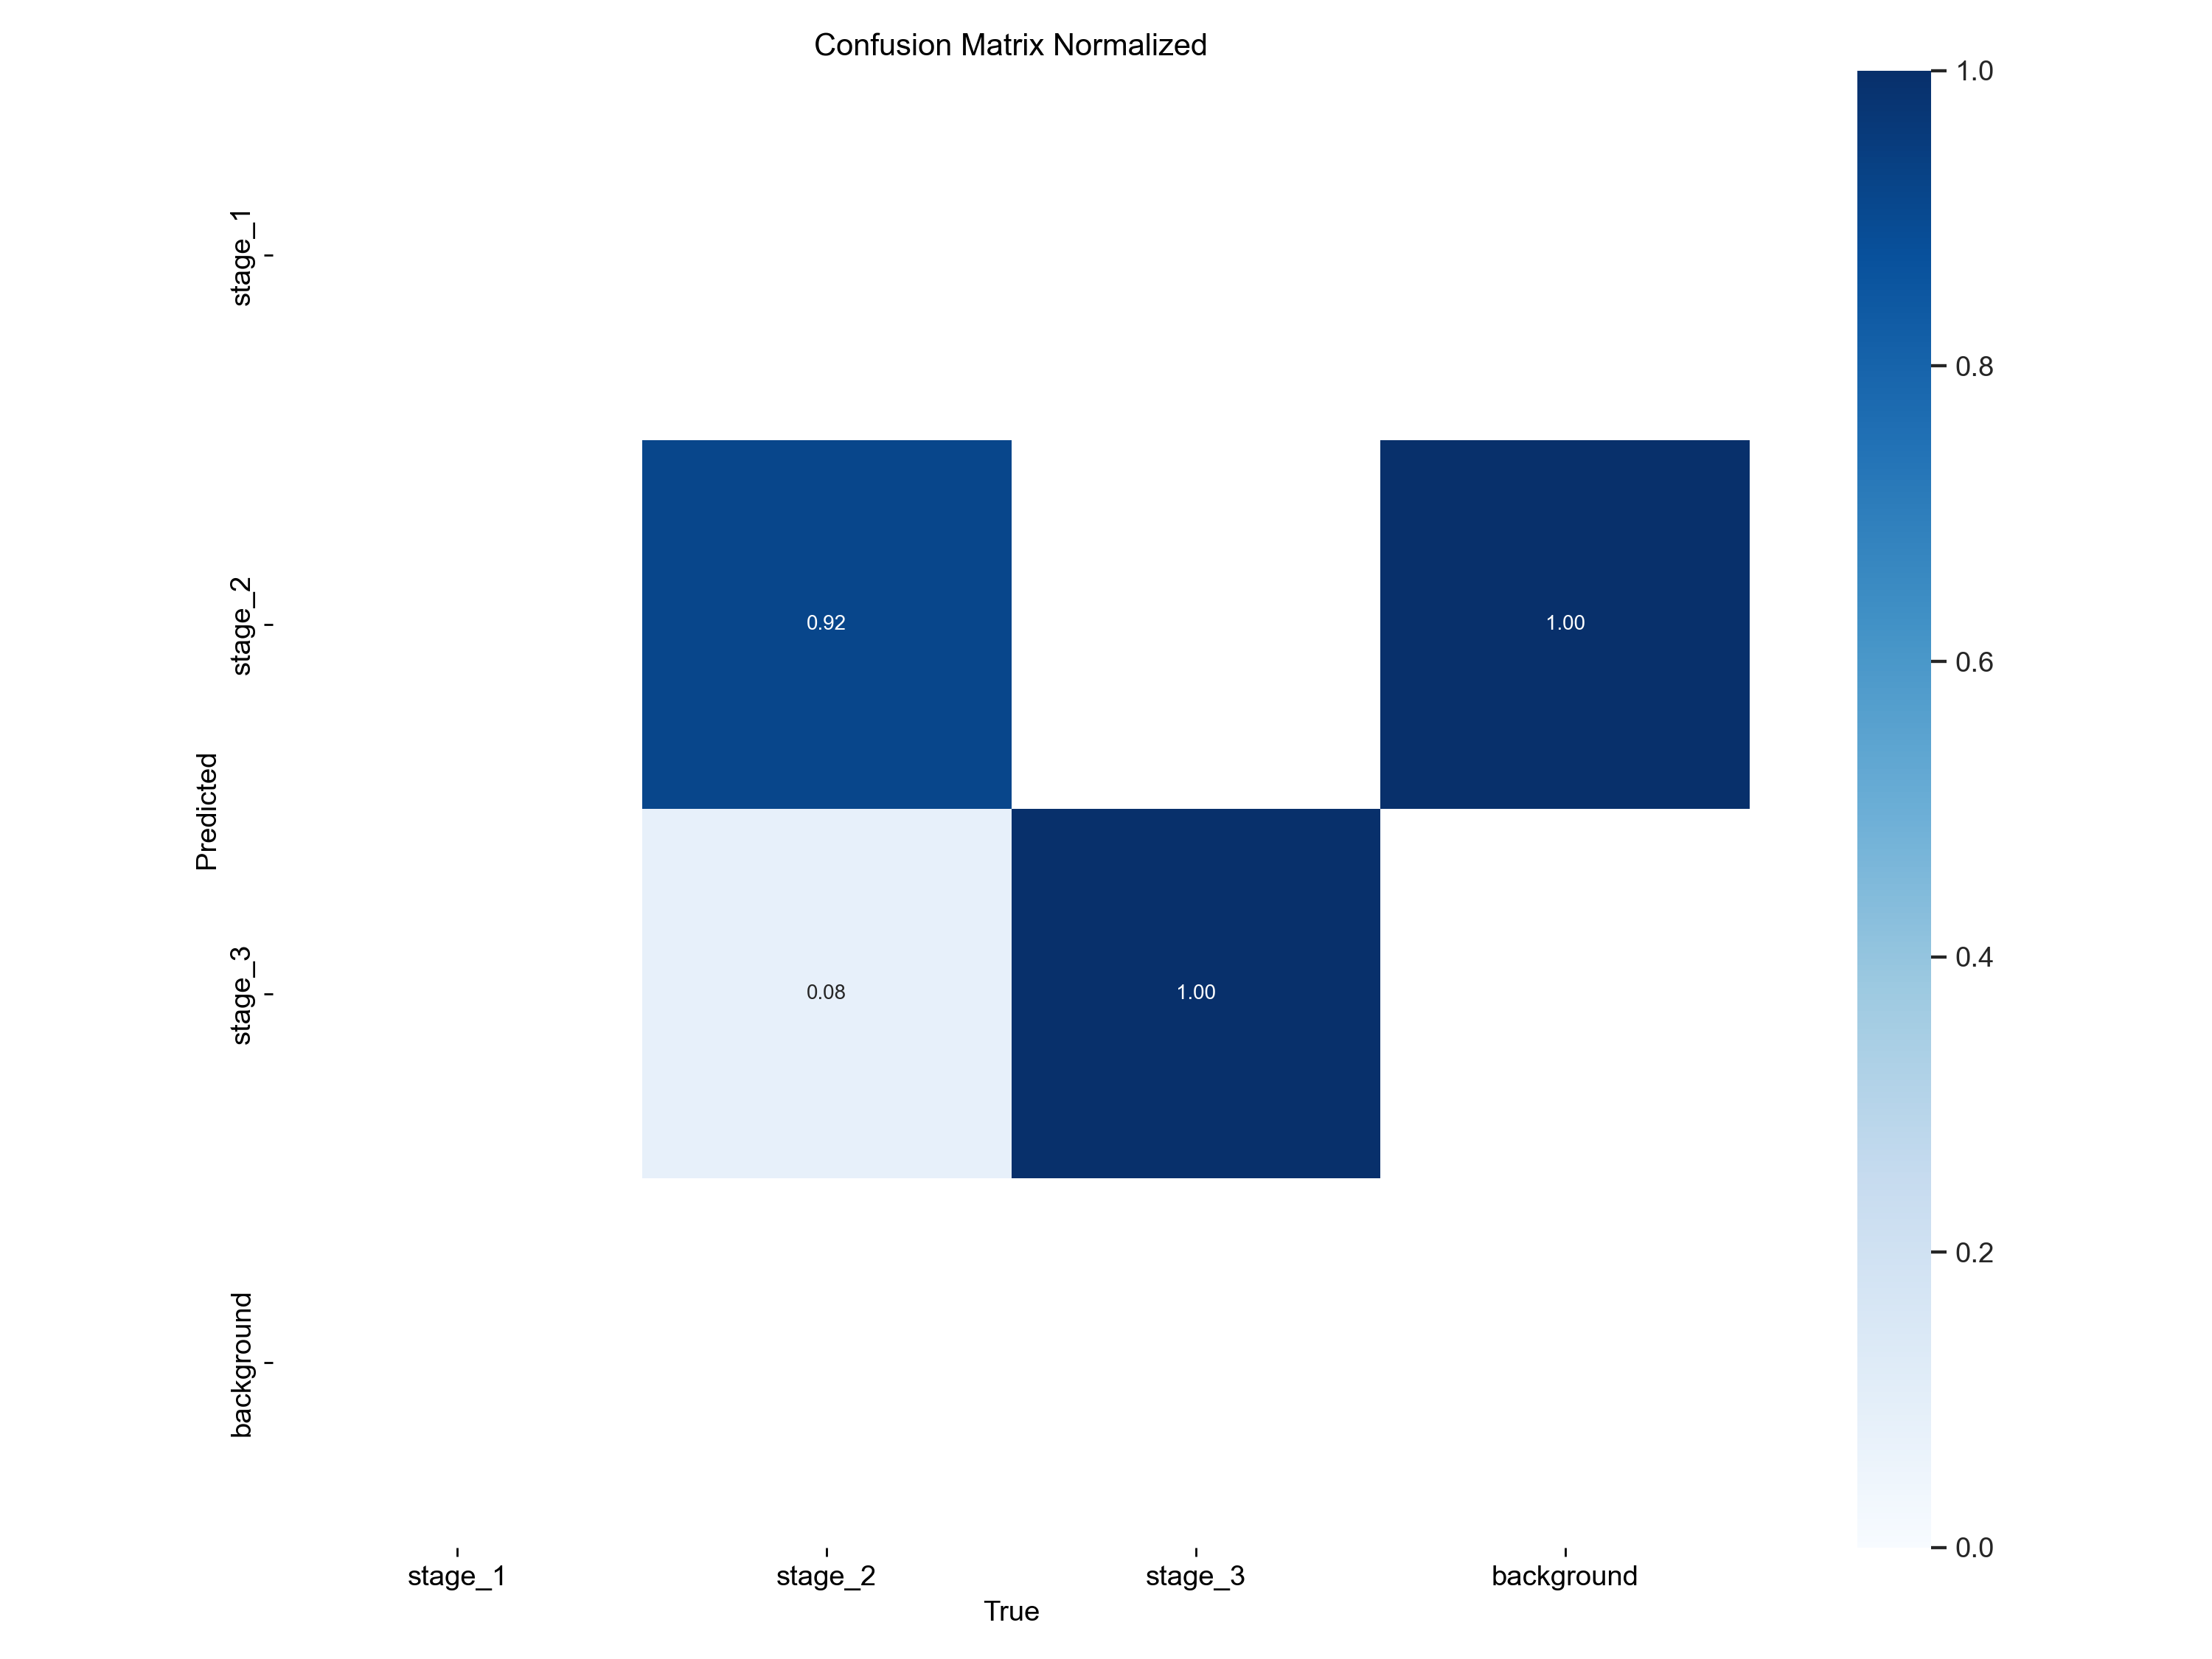 Confusion Matrix Normalized
1.0
0.8
0.6
0.4
0.2
0.0
Predicted
stage_1
stage_2
stage_3
background
0.92
1.00
0.08
1.00
stage_1
stage_2
stage_3
background
True